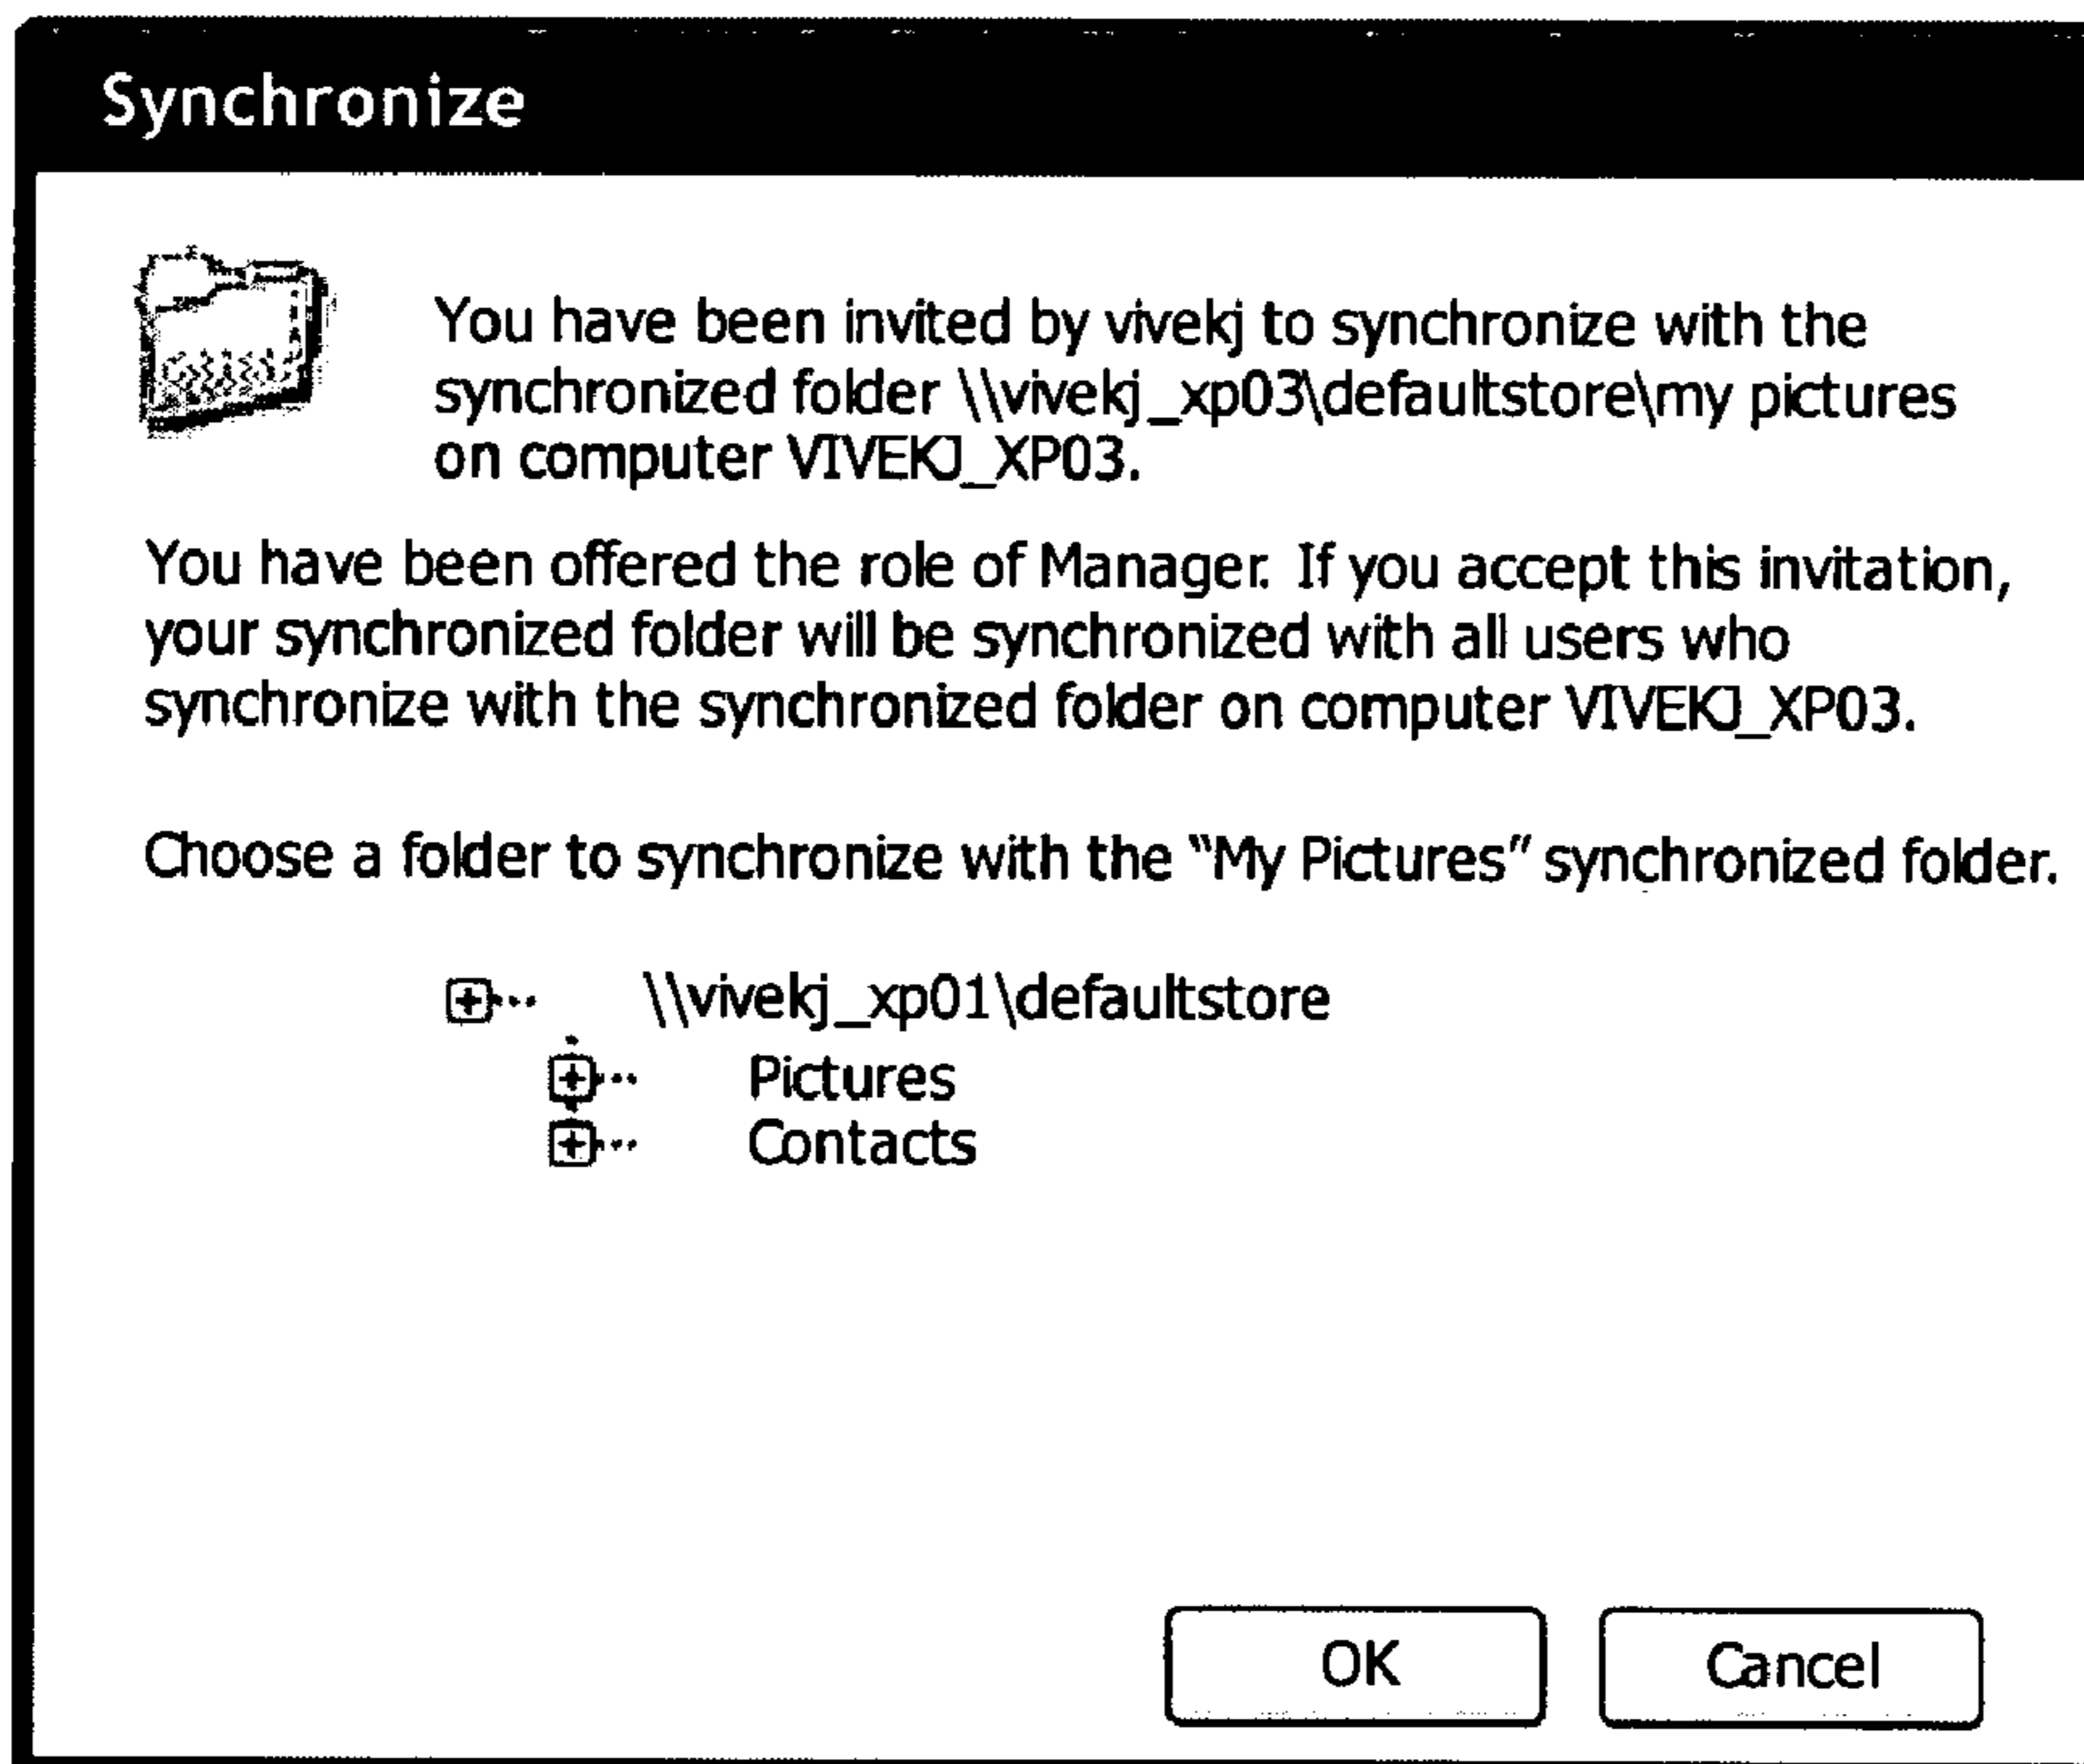 Synchronize
You have been invited by vivekj to synchronize with the
synchronized folder \\vivekj_xp03\defaultstore\my pictures
on computer VIVEKJ_XP03.
You have been offered the role of Manager. If you accept this invitation,
your synchronized folder will be synchronized with all users who
synchronize with the synchronized folder on computer VIVEKJ_XP03.
Choose a folder to synchronize with the “My Pictures” synchronized folder.
\\vivekj_xp01\defaultstore
Pictures
Contacts
OK Cancel